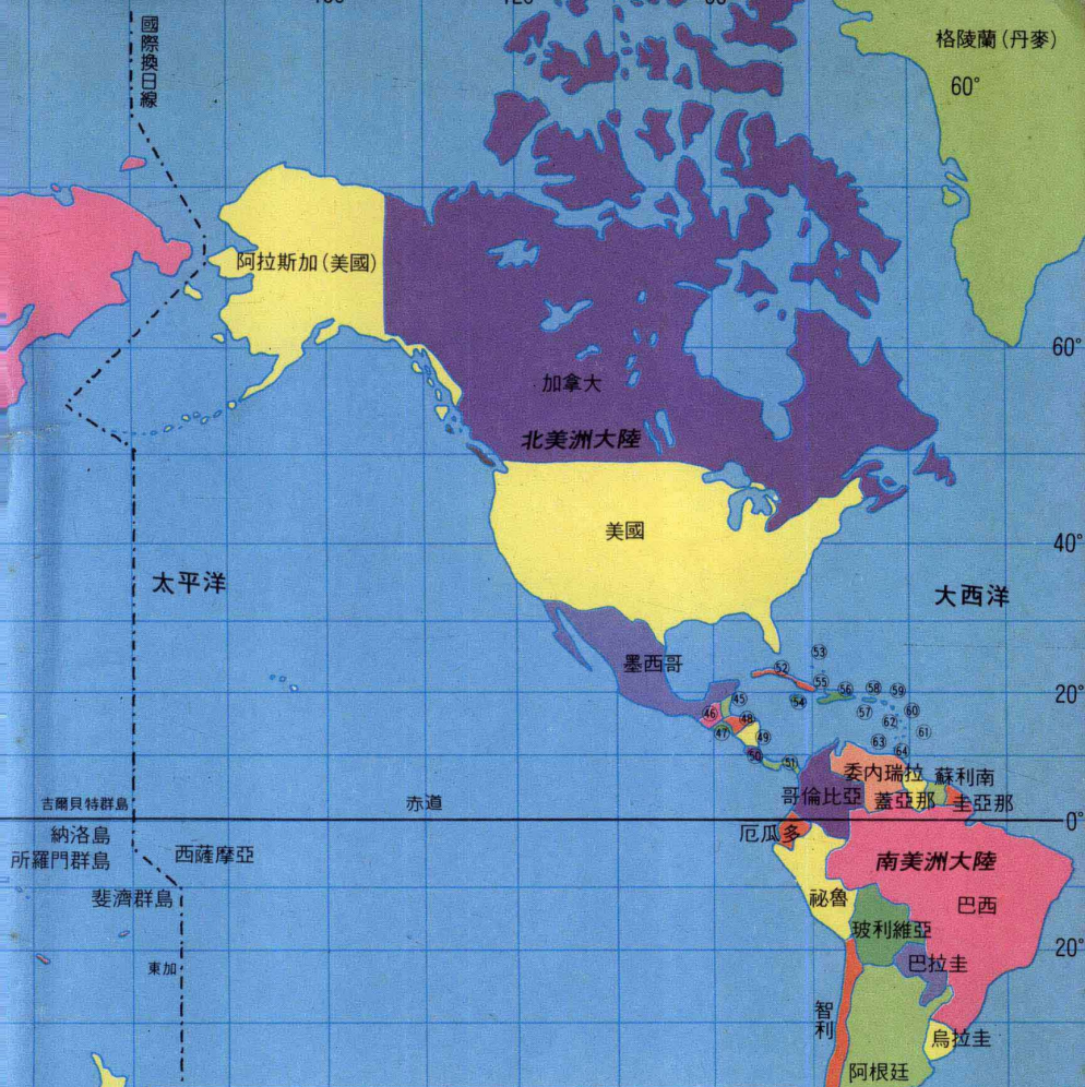 120
國際換日線
格陵蘭(丹麥)
60°
阿拉斯加(美國)
60°
加拿大
北美洲大陸
美國
40°
太平洋
大西洋
墨西哥
53
52
20°
55
56
58
59
54
45
57
60
46
48
62
61
47
49
63
64
50
51
委內瑞拉
蘇利南
哥倫比亞
蓋亞那
圭亞那
吉爾貝特群島
赤道
0°
納洛島
厄瓜多
所羅門群島
西薩摩亞
南美洲大陸
斐濟群島
祕魯
巴西
玻利維亞
20°
東加
巴拉圭
智利
烏拉圭
阿根廷